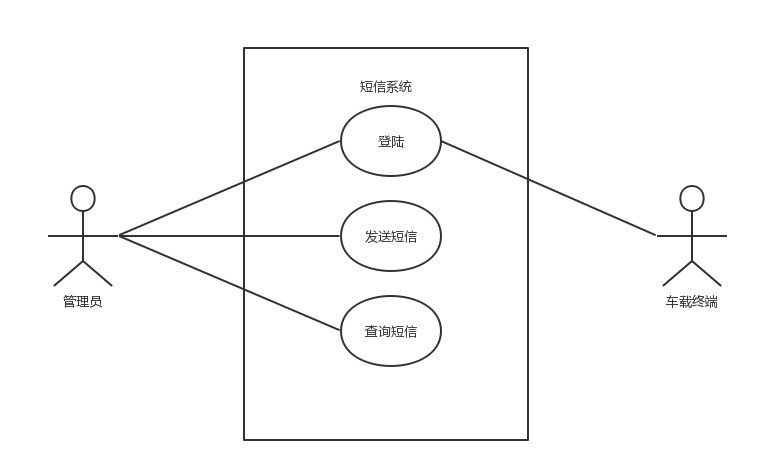 短信系统
登陆
发送短信
查询短信
管理员
车载终端